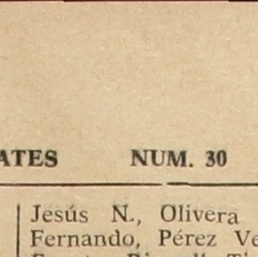 ATES NUM. 30
Jesús N., Olivera
Fernando, Pérez Ve